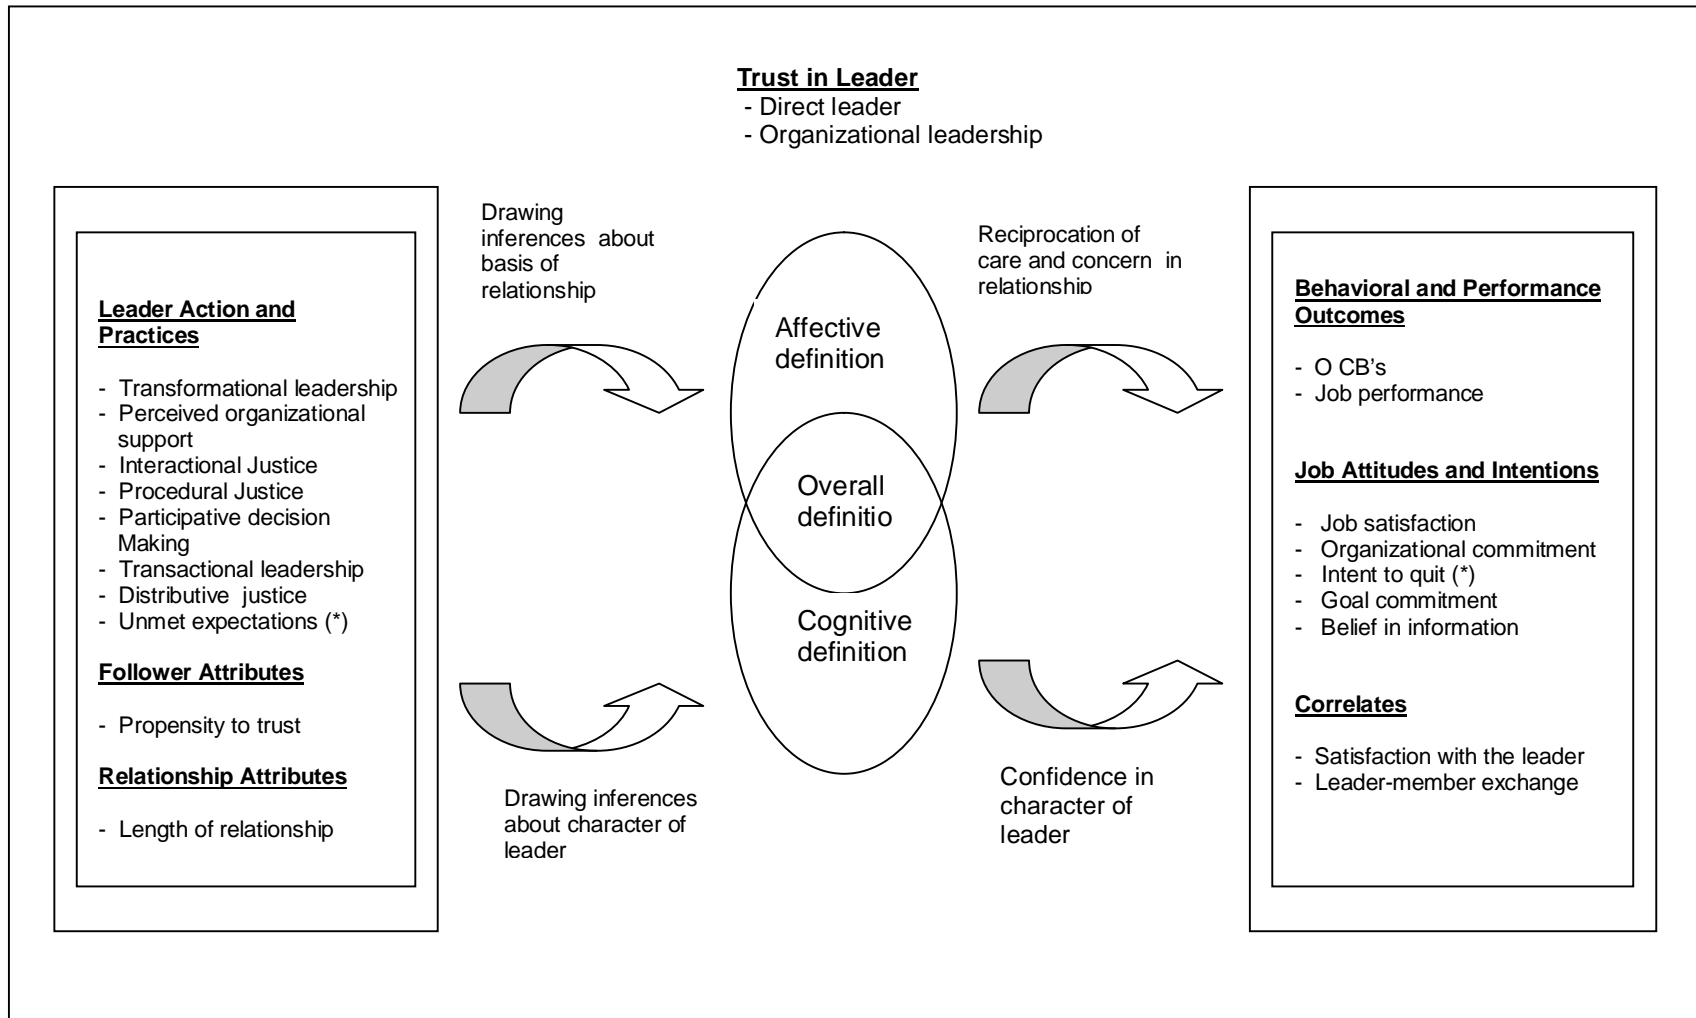 Trust in Leader
- Direct leader
- Organizational leadership
Leader Action and
Practices
- Transformational leadership
- Perceived organizational
support
- Interactional Justice
- Procedural Justice
- Participative decision
Making
- Transactional leadership
- Distributive justice
- Unmet expectations (*)
Follower Attributes
- Propensity to trust
Relationship Attributes
- Length of relationship
Drawing
inferences about
basis of
relationship
Drawing inferences
about character of
leader
Affective
definition
Overall
definitio
Cognitive
definition
Reciprocation of
care and concern in
relationship
Confidence in
character of
leader
Behavioral and Performance
Outcomes
- O CB's
- Job performance
Job Attitudes and Intentions
- Job satisfaction
- Organizational commitment
- Intent to quit (*)
- Goal commitment
- Belief in information
Correlates
- Satisfaction with the leader
- Leader-member exchange